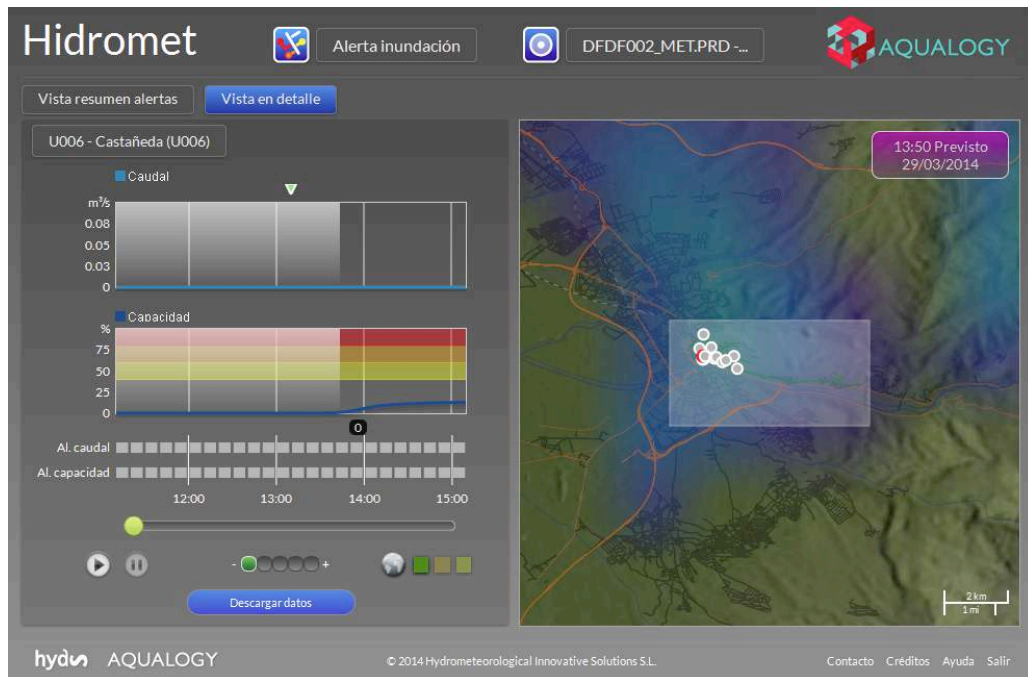 Hidromet
Alerta inundación
DFDF002_MET.PRD -...
AQUALOGY
Vista resumen alertas
Vista en detalle
U006 - Castañeda (U006)
Caudal
m³/s
0.08
0.05
0.03
0
Capacidad
%
75
50
25
0
0
Al. caudal
Al. capacidad
12:00 13:00 14:00 15:00
- +
Descargar datos
13:50 Previsto
29/03/2014
2 km
1 mi
hyds AQUALOGY
© 2014 Hydrometeorological Innovative Solutions S.L.
Contacto Créditos Ayuda Salir